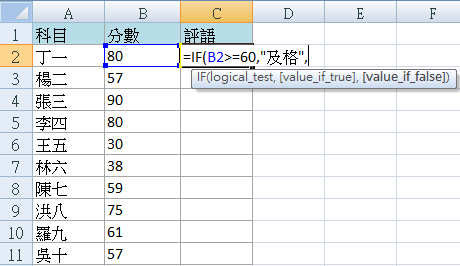 A B C D E F
1 科目 分數 評語
2 丁一 80 =IF(B2>=60,"及格",
IF(logical_test, [value_if_true], [value_if_false])
3 楊二 57
4 張三 90
5 李四 80
6 王五 30
7 林六 38
8 陳七 59
9 洪八 75
10 羅九 61
11 吳十 57